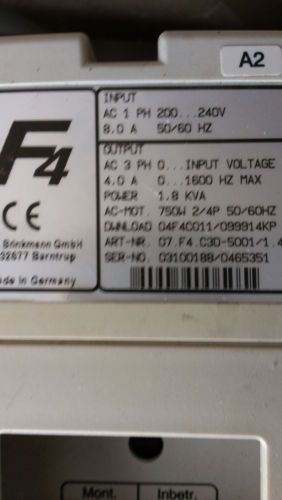 A2
INPUT
AC 1 PH 200...240V
8.0 A 50/60 HZ
OUTPUT
AC 3 PH 0...INPUT VOLTAGE
4.0 A 0...1600 HZ MAX
POWER 1.8 KVA
AC-MOT. 750W 2/4P 50/60HZ
DWNLOAD 04F4C011/099914KP
ART-NR. 07.F4.C3D-5001/1.4
SER-NO. 03100188/0465351
F4
CE
Brinkmann GmbH
32677 Barntrup
Made in Germany
Mont. Inbetr.